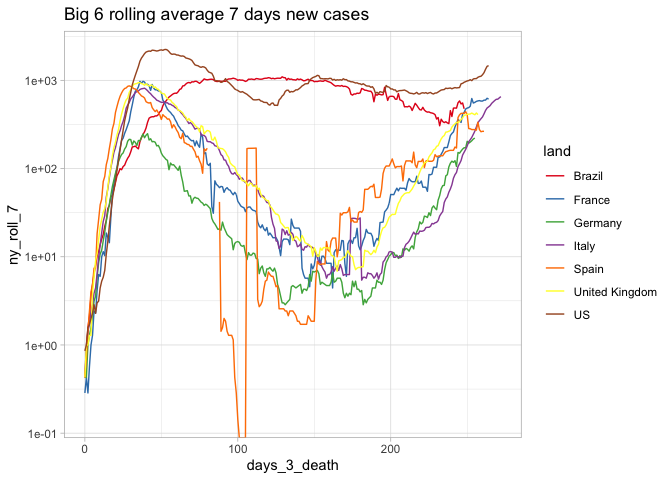 Big 6 rolling average 7 days new cases
ny_roll_7
1e+03
1e+02
1e+01
1e+00
1e-01
0
100
200
days_3_death
land
Brazil
France
Germany
Italy
Spain
United Kingdom
US